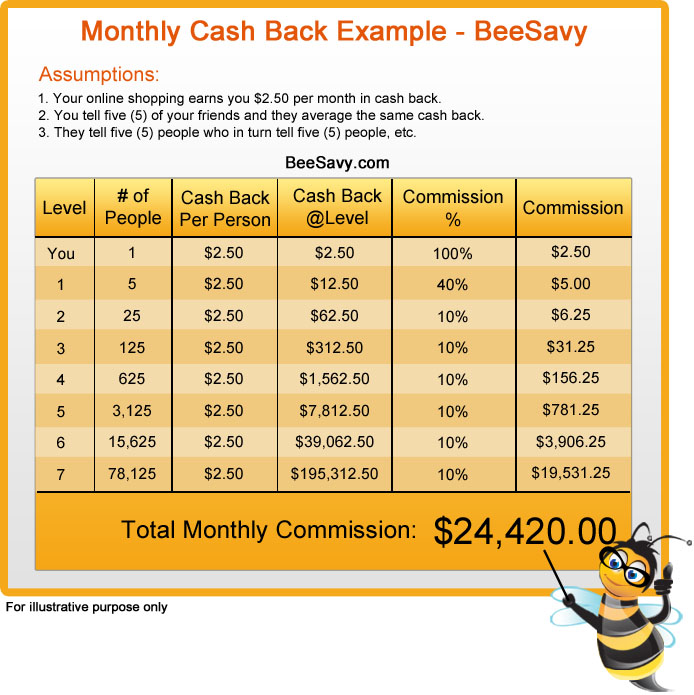 Monthly Cash Back Example - BeeSavy
Assumptions:
1. Your online shopping earns you $2.50 per month in cash back.
2. You tell five (5) of your friends and they average the same cash back.
3. They tell five (5) people who in turn tell five (5) people, etc.
BeeSavy.com
Level # of People Cash Back Per Person Cash Back @Level Commission % Commission
You 1 $2.50 $2.50 100% $2.50
1 5 $2.50 $12.50 40% $5.00
2 25 $2.50 $62.50 10% $6.25
3 125 $2.50 $312.50 10% $31.25
4 625 $2.50 $1,562.50 10% $156.25
5 3,125 $2.50 $7,812.50 10% $781.25
6 15,625 $2.50 $39,062.50 10% $3,906.25
7 78,125 $2.50 $195,312.50 10% $19,531.25
Total Monthly Commission: $24,420.00
For illustrative purpose only